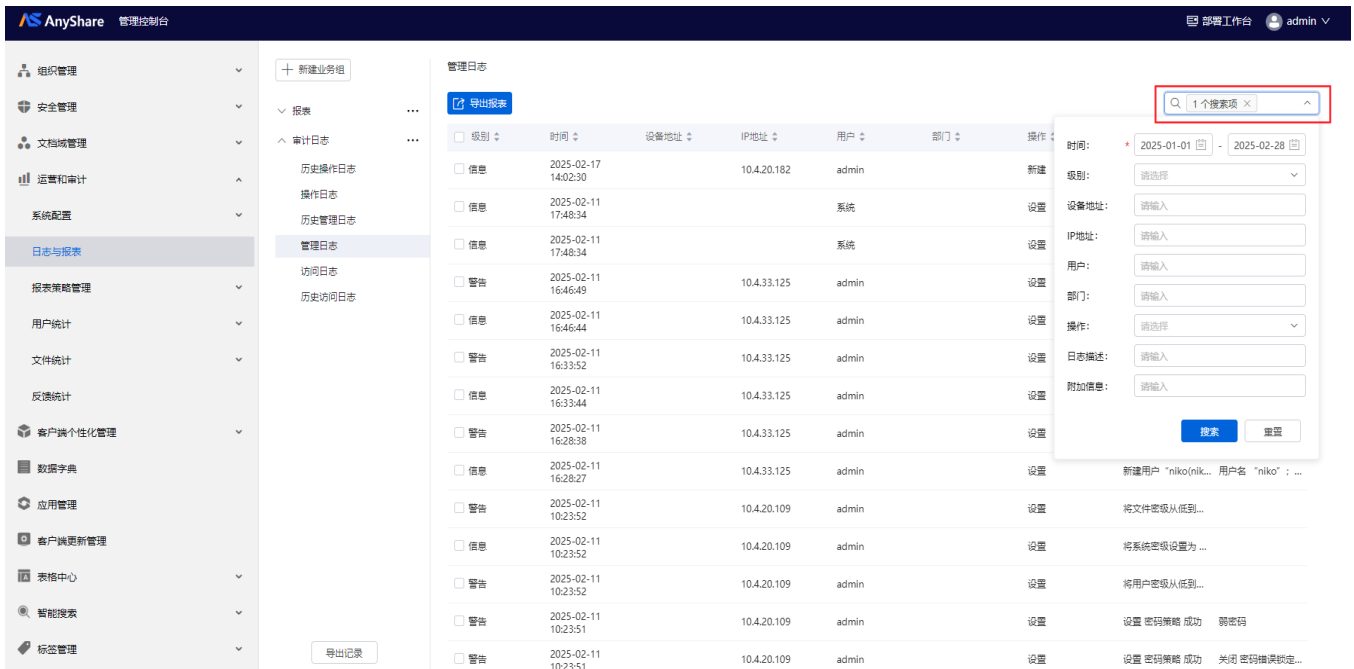 AnyShare 管理控制台 部署工作台 admin
组织管理
安全管理
文档域管理
运营和审计
系统配置
日志与报表
报表策略管理
用户统计
文件统计
反馈统计
客户端个性化管理
数据字典
应用管理
客户端更新管理
表格中心
智能搜索
标签管理
新建业务组
报表 ...
审计日志 ...
历史操作日志
操作日志
历史管理日志
管理日志
访问日志
历史访问日志
导出记录
管理日志
导出报表
1 个搜索项 ×
级别 时间 设备地址 IP地址 用户 部门 操作
信息 2025-02-17 14:02:30 10.4.20.182 admin 新建
信息 2025-02-11 17:48:34 系统 设置
信息 2025-02-11 17:48:34 系统 设置
警告 2025-02-11 16:46:49 10.4.33.125 admin 设置
信息 2025-02-11 16:46:44 10.4.33.125 admin 设置
警告 2025-02-11 16:33:52 10.4.33.125 admin 设置
信息 2025-02-11 16:33:44 10.4.33.125 admin 设置
警告 2025-02-11 16:28:38 10.4.33.125 admin 设置
信息 2025-02-11 16:28:27 10.4.33.125 admin 设置 新建用户 “niko(nik... 用户名 “niko”；...
警告 2025-02-11 10:23:52 10.4.20.109 admin 设置 将文件密级从低到...
信息 2025-02-11 10:23:52 10.4.20.109 admin 设置 将系统密级设置为 ...
警告 2025-02-11 10:23:52 10.4.20.109 admin 设置 将用户密级从低到...
警告 2025-02-11 10:23:51 10.4.20.109 admin 设置 设置 密码策略 成功 弱密码
警告 2025-02-11 10:23:51 10.4.20.109 admin 设置 设置 密码策略 成功 关闭 密码错误锁定...
时间： * 2025-01-01 - 2025-02-28
级别： 请选择
设备地址： 请输入
IP地址： 请输入
用户： 请输入
部门： 请输入
操作： 请选择
日志描述： 请输入
附加信息： 请输入
搜索 重置